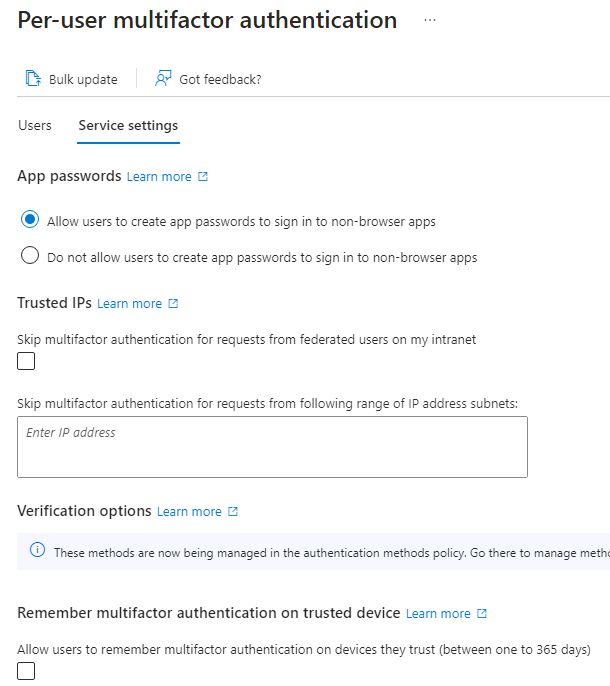 Per-user multifactor authentication ...
Bulk update Got feedback?
Users Service settings
App passwords Learn more
Allow users to create app passwords to sign in to non-browser apps
Do not allow users to create app passwords to sign in to non-browser apps
Trusted IPs Learn more
Skip multifactor authentication for requests from federated users on my intranet
Skip multifactor authentication for requests from following range of IP address subnets:
Enter IP address
Verification options Learn more
These methods are now being managed in the authentication methods policy. Go there to manage
Remember multifactor authentication on trusted device Learn more
Allow users to remember multifactor authentication on devices they trust (between one to 365 days)